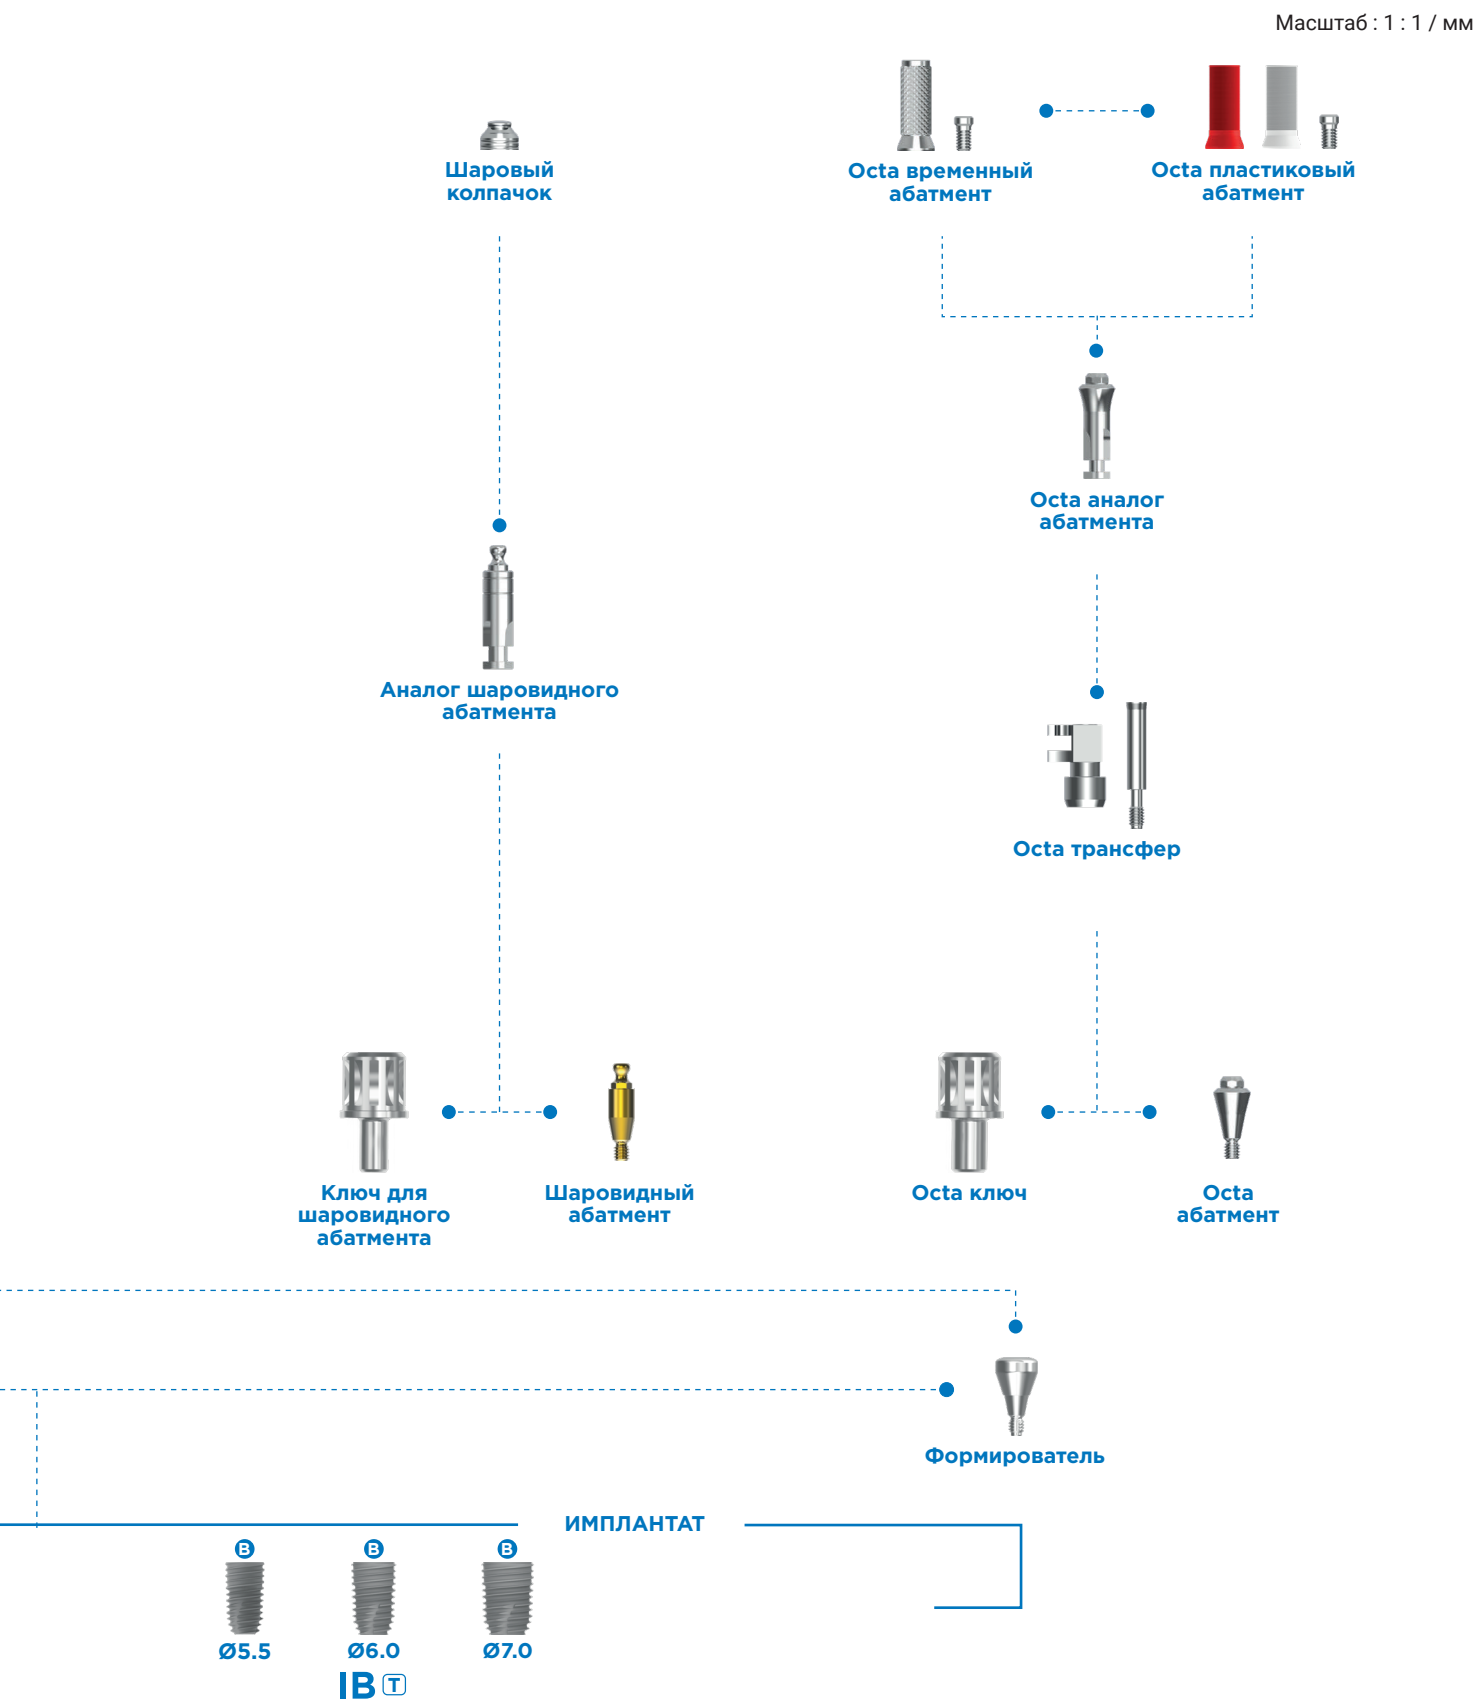 Масштаб : 1 : 1 / мм
Шаровый
колпачок
Octa временный
абатмент
Octa пластиковый
абатмент
Octa аналог
абатмента
Аналог шаровидного
абатмента
Octa трансфер
Ключ для
шаровидного
абатмента
Шаровидный
абатмент
Octa ключ
Octa
абатмент
Формирователь
ИМПЛАНТАТ
B B B
Ø5.5 Ø6.0 Ø7.0
IB T